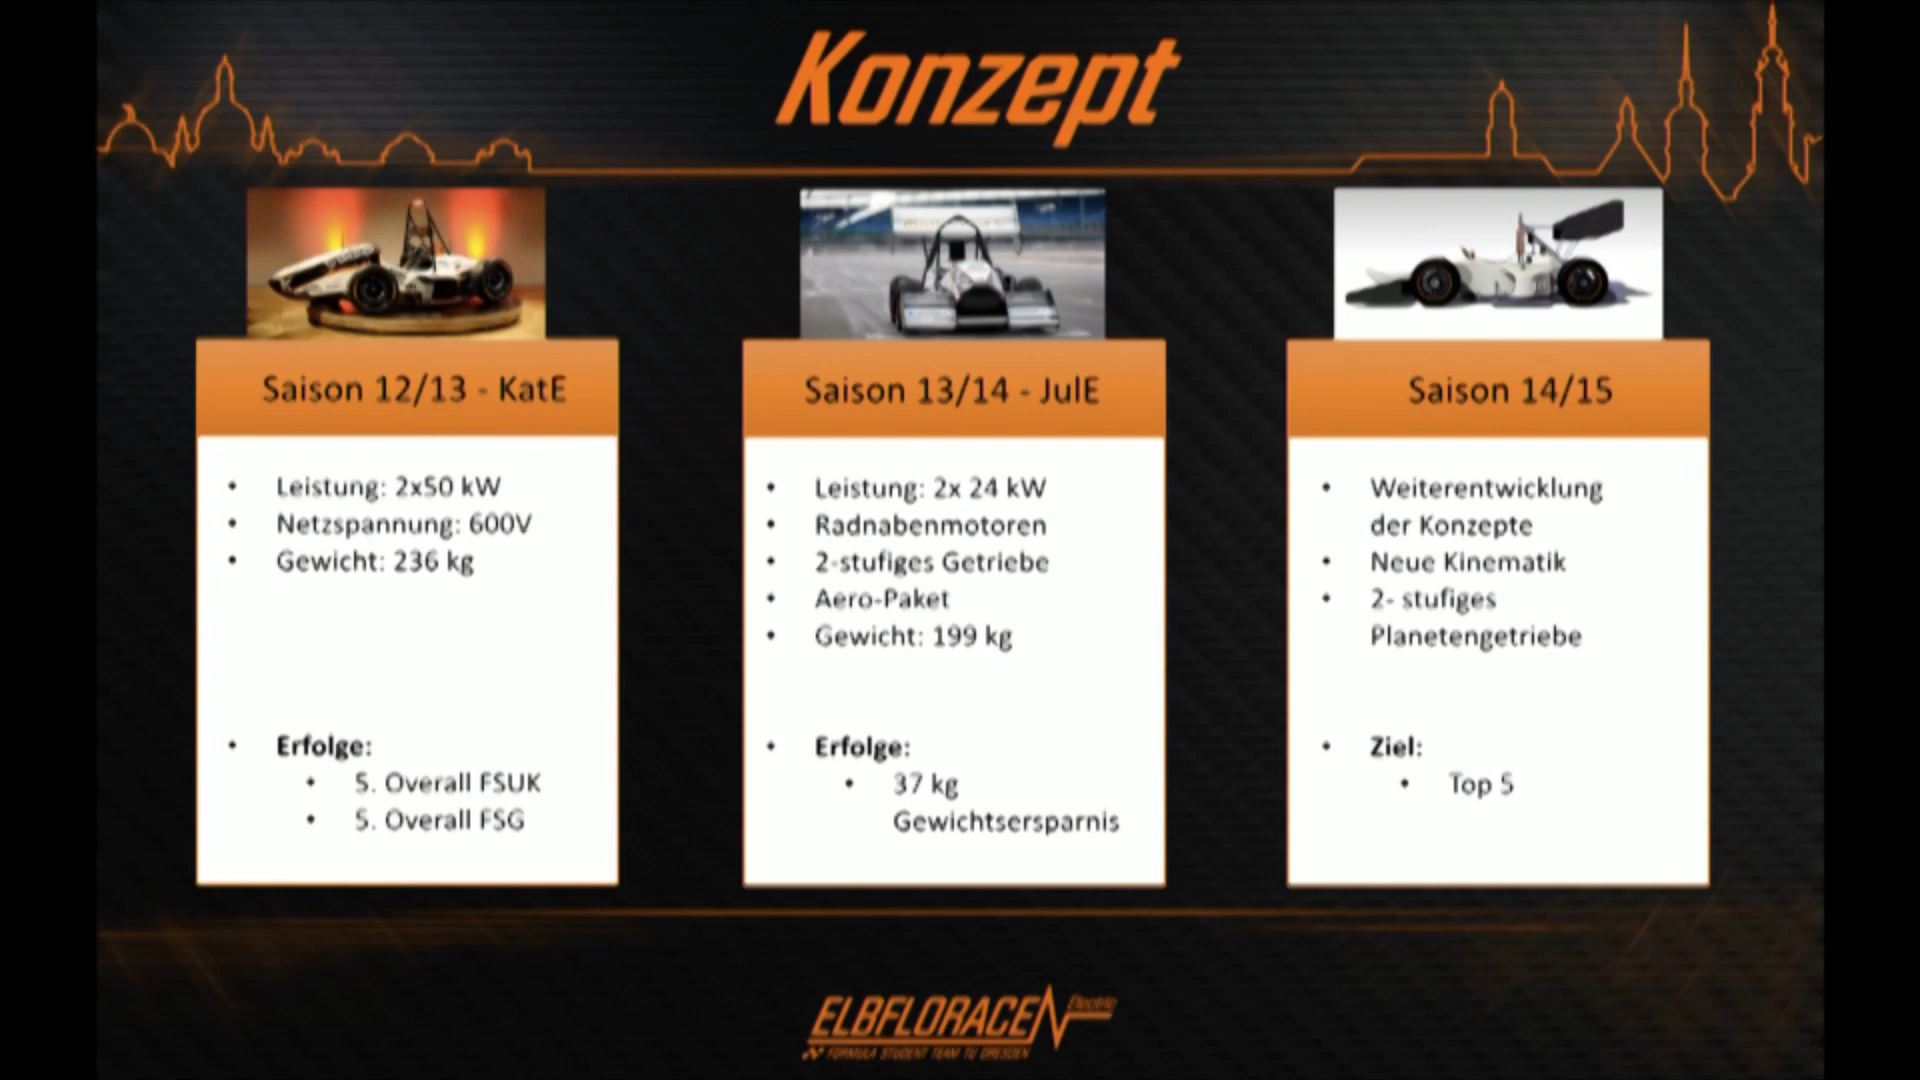 Konzept
Saison 12/13 - KatE
• Leistung: 2x50 kW
• Netzspannung: 600V
• Gewicht: 236 kg
• Erfolge:
• 5. Overall FSUK
• 5. Overall FSG
Saison 13/14 - JulE
• Leistung: 2x 24 kW
• Radnabenmotoren
• 2-stufiges Getriebe
• Aero-Paket
• Gewicht: 199 kg
• Erfolge:
• 37 kg
Gewichtsersparnis
Saison 14/15
• Weiterentwicklung
der Konzepte
• Neue Kinematik
• 2- stufiges
Planetengetriebe
• Ziel:
• Top 5
ELBFLORACE Electric
FORMULA STUDENT TEAM TU DRESDEN